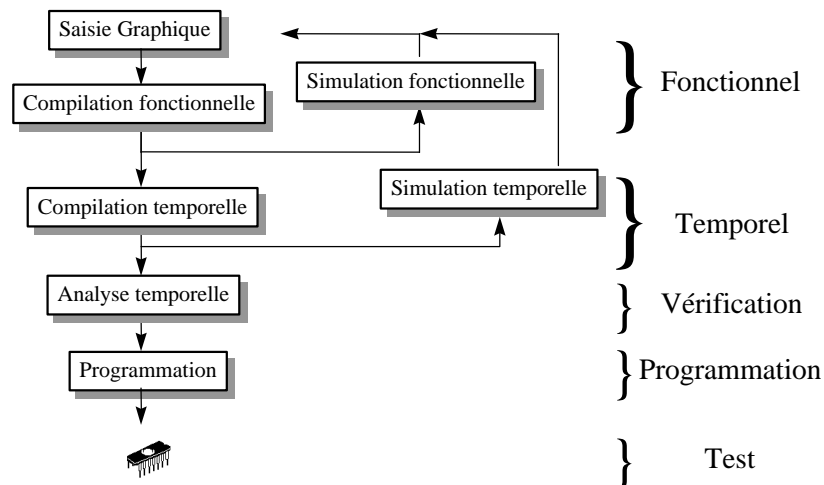 Saisie Graphique
Simulation fonctionnelle
Fonctionnel
Compilation fonctionnelle
Simulation temporelle
Compilation temporelle
Temporel
Analyse temporelle
Vérification
Programmation
Programmation
Test